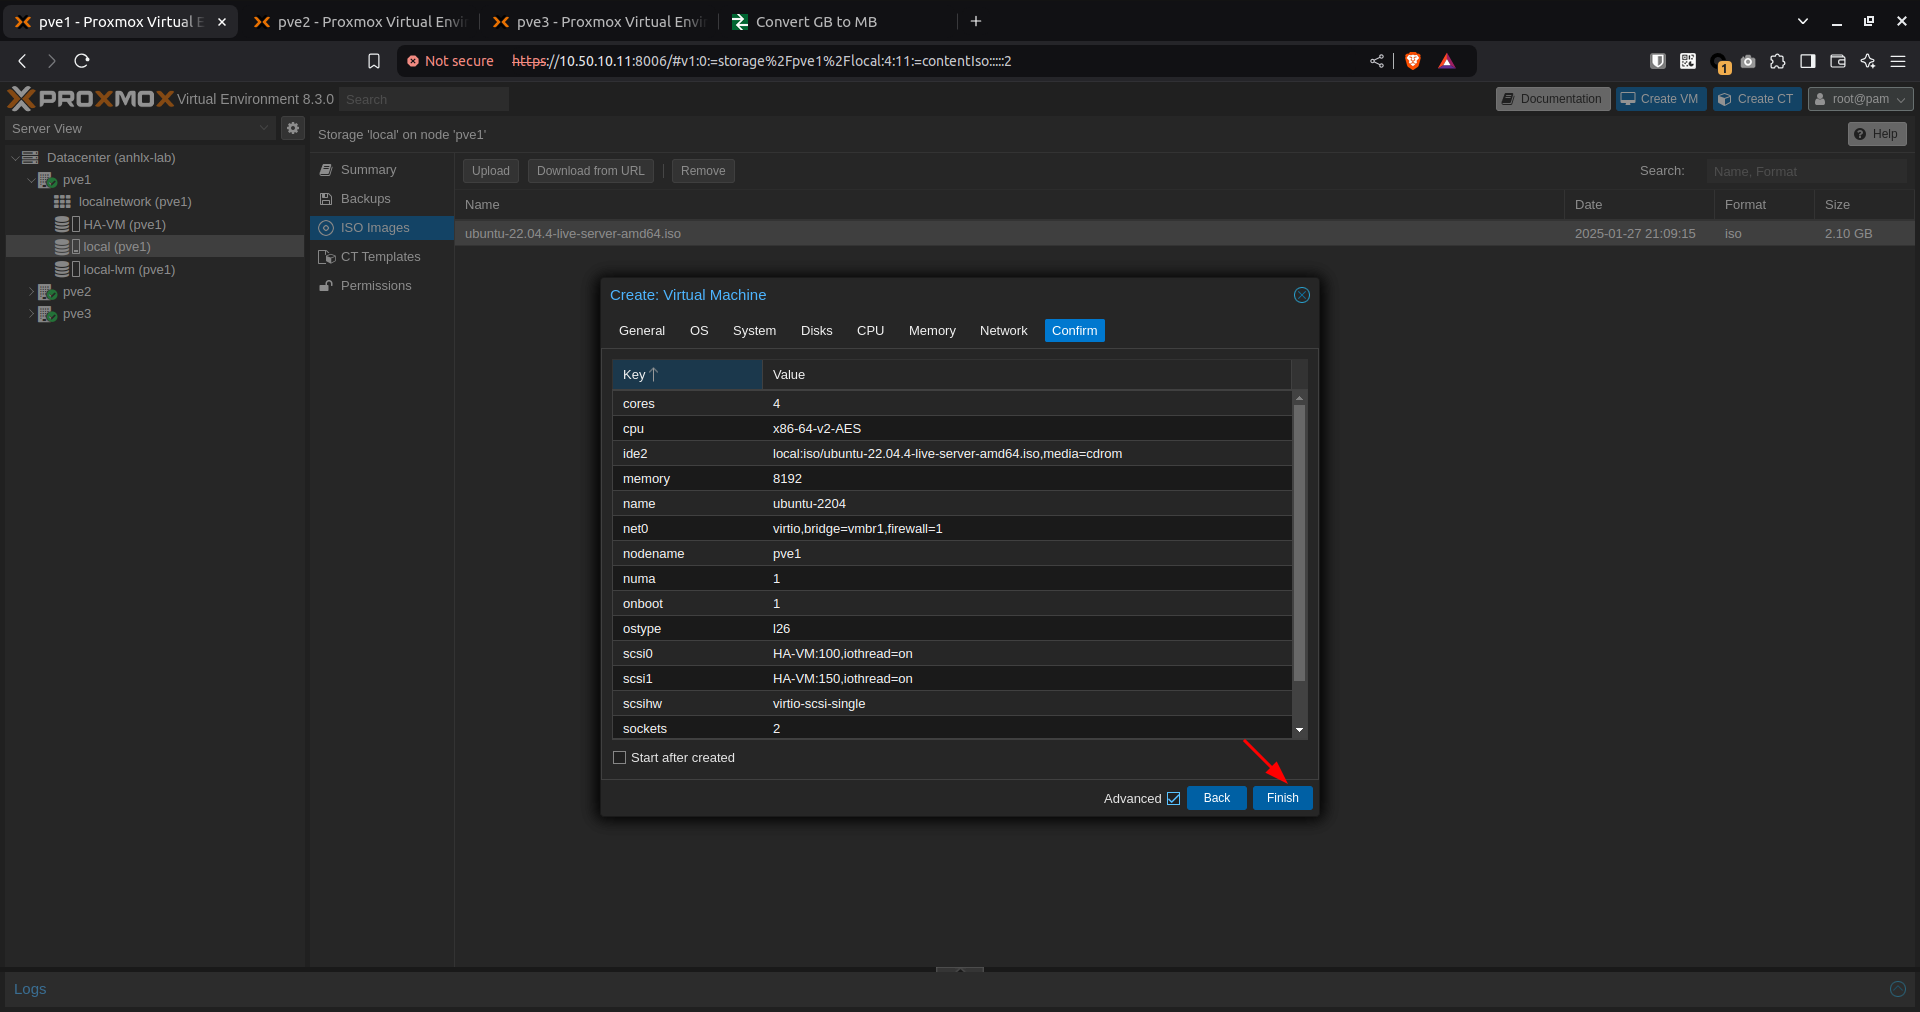 pve1 - Proxmox Virtual E
pve2 - Proxmox Virtual Envi
pve3 - Proxmox Virtual Envi
Convert GB to MB
Not secure https://10.50.10.11:8006/#v1:0:=storage%2Fpve1%2Flocal:4:11:=contentIso:::::2
1
PROXMOX Virtual Environment 8.3.0 Search
Documentation Create VM Create CT root@pam
Server View
Storage 'local' on node 'pve1'
Help
Datacenter (anhlx-lab)
pve1
localnetwork (pve1)
HA-VM (pve1)
local (pve1)
local-lvm (pve1)
pve2
pve3
Summary
Backups
ISO Images
CT Templates
Permissions
Upload Download from URL Remove Search: Name, Format
Name Date Format Size
ubuntu-22.04.4-live-server-amd64.iso 2025-01-27 21:09:15 iso 2.10 GB
Create: Virtual Machine
General OS System Disks CPU Memory Network Confirm
Key Value
cores 4
cpu x86-64-v2-AES
ide2 local:iso/ubuntu-22.04.4-live-server-amd64.iso,media=cdrom
memory 8192
name ubuntu-2204
net0 virtio,bridge=vmbr1,firewall=1
nodename pve1
numa 1
onboot 1
ostype l26
scsi0 HA-VM:100,iothread=on
scsi1 HA-VM:150,iothread=on
scsihw virtio-scsi-single
sockets 2
Start after created
Advanced Back Finish
Logs